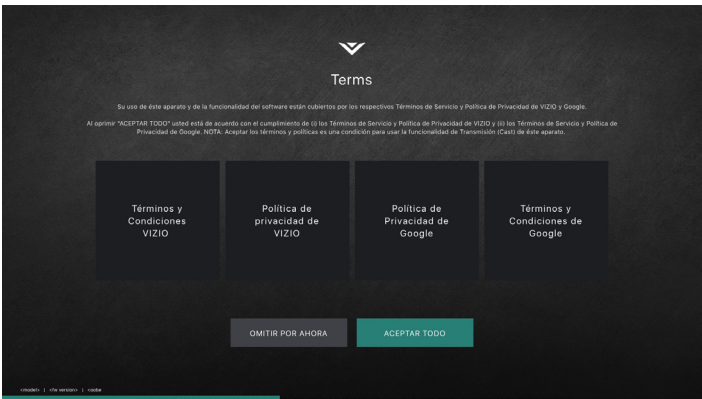 Terms
Su uso de éste aparato y de la funcionalidad del software están cubiertos por los respectivos Términos de Servicio y Política de Privacidad de VIZIO y Google.
Al oprimir "ACEPTAR TODO" usted está de acuerdo con el cumplimiento de (i) los Términos de Servicio y Política de Privacidad de VIZIO y (ii) los Términos de Servicio y Política de
Privacidad de Google. NOTA: Aceptar los términos y políticas es una condición para usar la funcionalidad de Transmisión (Cast) de éste aparato.
Términos y
Condiciones
VIZIO
Política de
privacidad de
VIZIO
Política de
Privacidad de
Google
Términos y
Condiciones de
Google
OMITIR POR AHORA
ACEPTAR TODO
<model> | <fw version> | <oobe